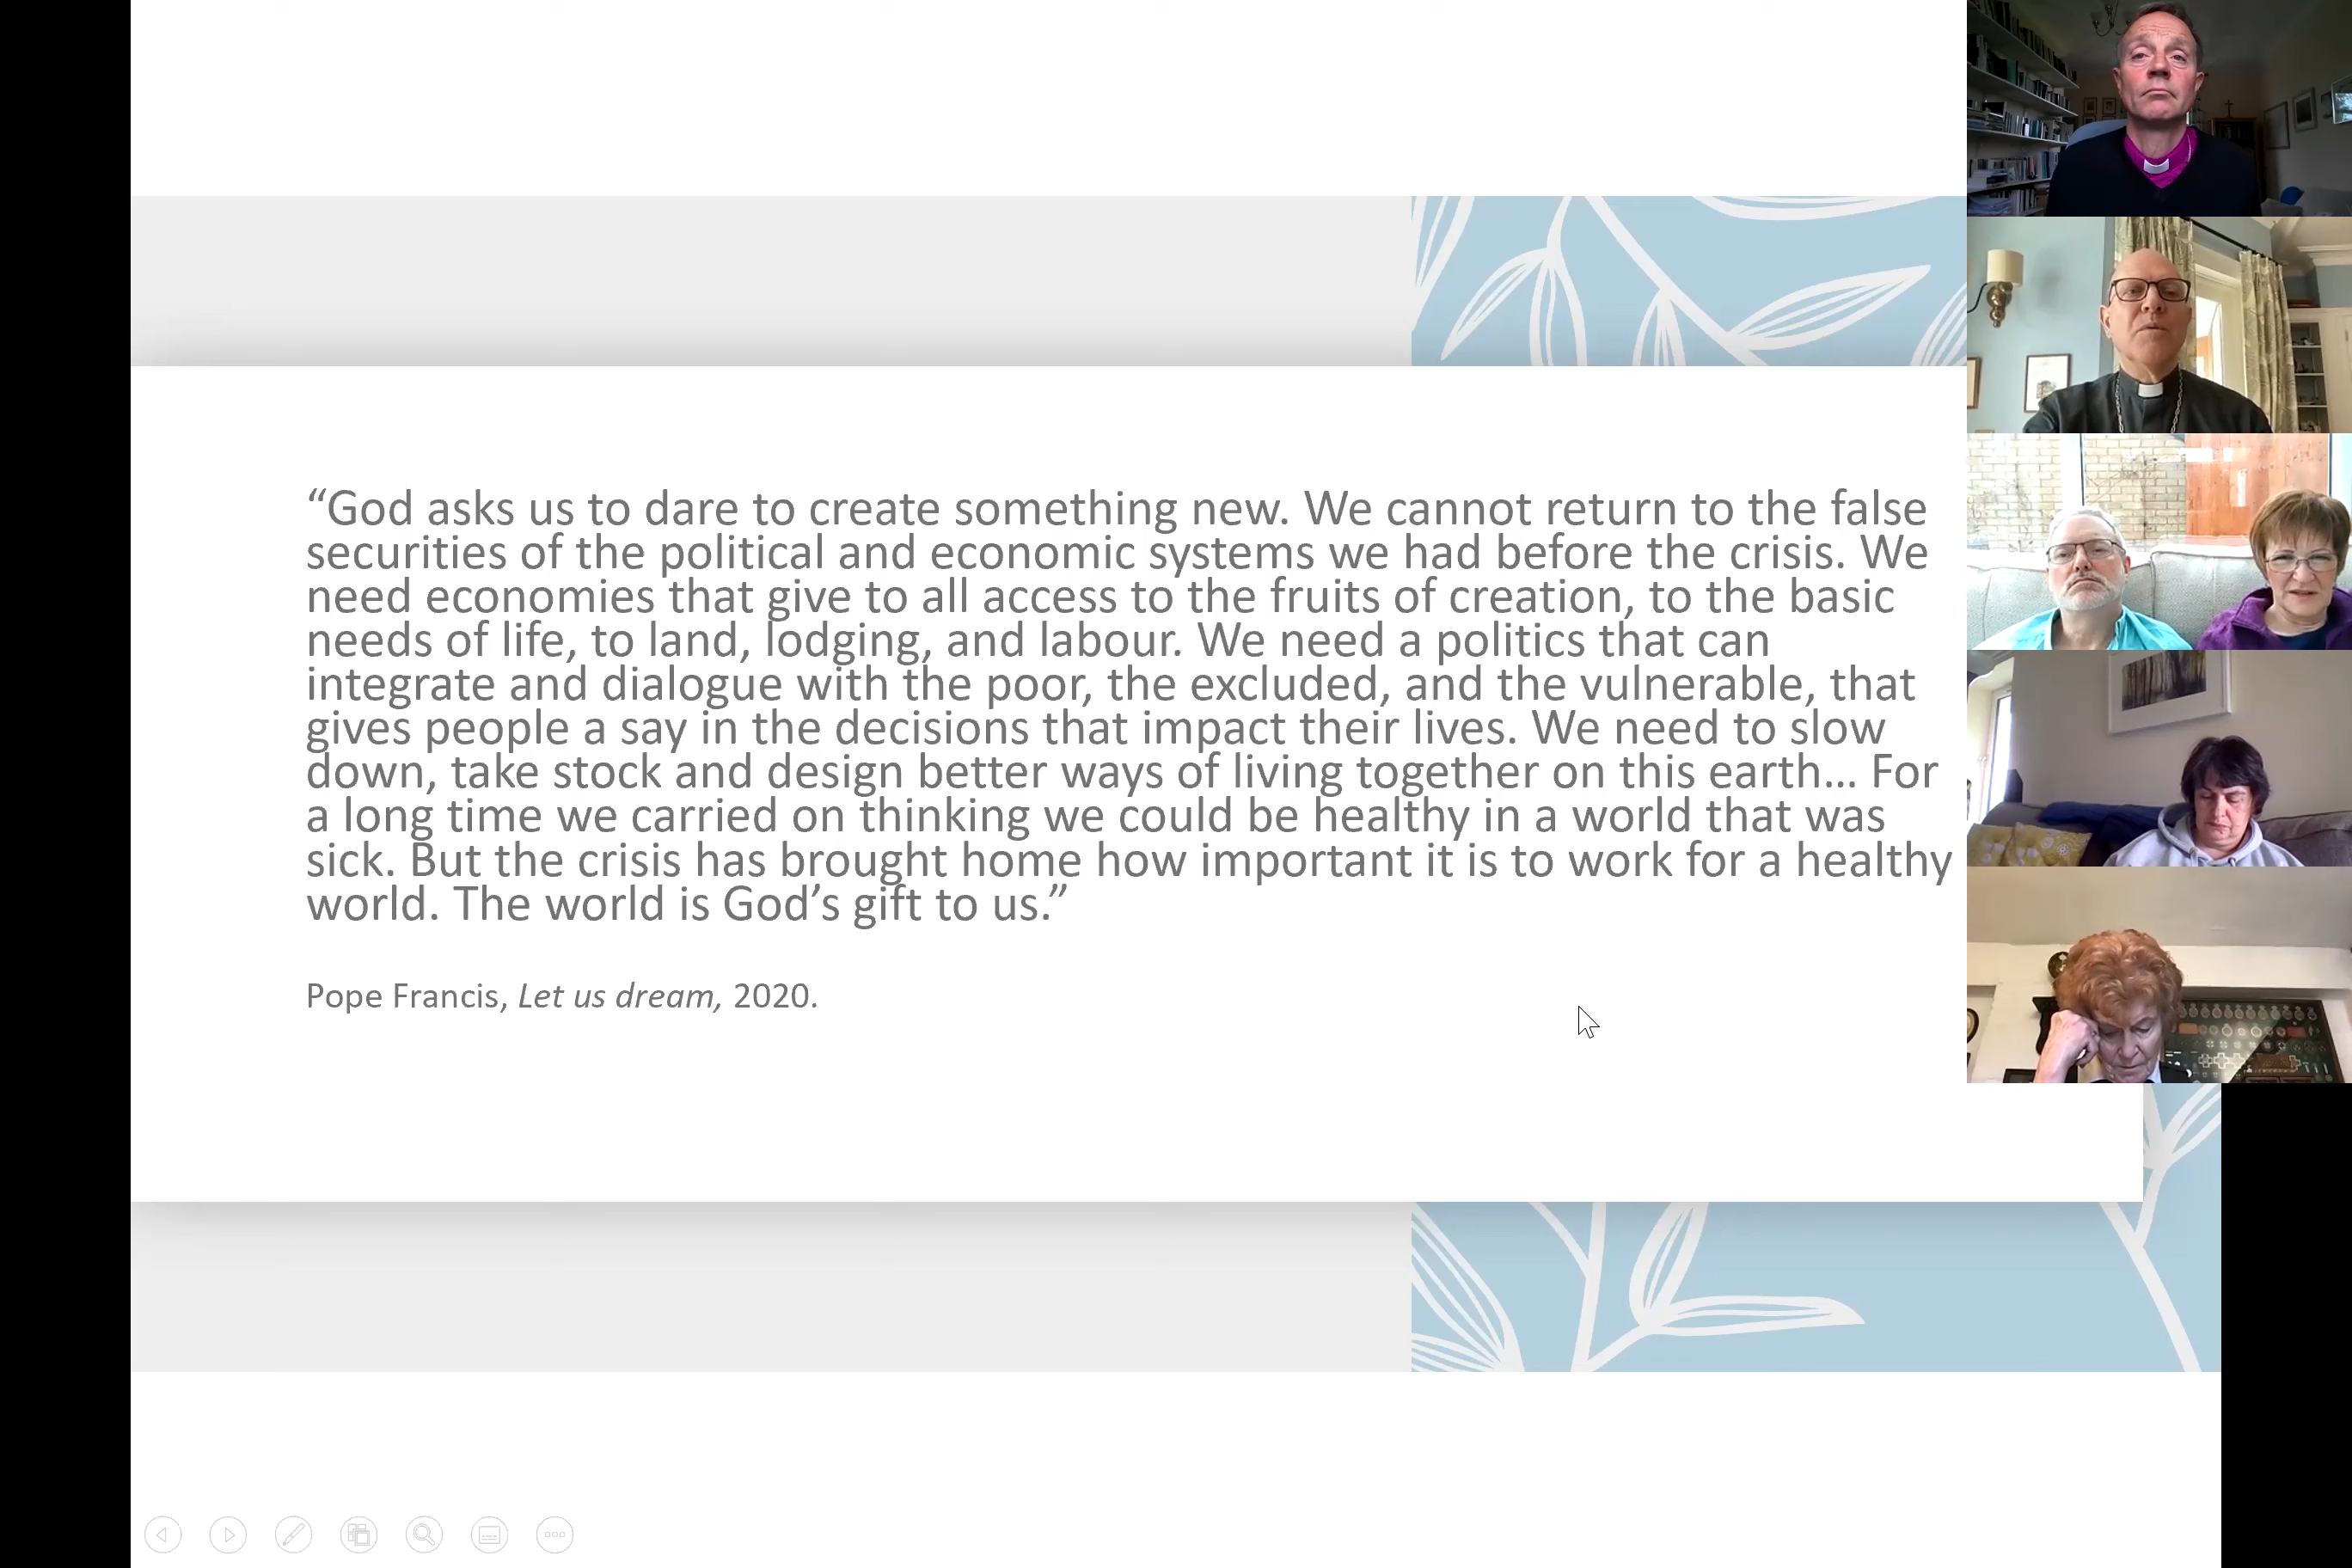 “God asks us to dare to create something new. We cannot return to the false
securities of the political and economic systems we had before the crisis. We
need economies that give to all access to the fruits of creation, to the basic
needs of life, to land, lodging, and labour. We need a politics that can
integrate and dialogue with the poor, the excluded, and the vulnerable, that
gives people a say in the decisions that impact their lives. We need to slow
down, take stock and design better ways of living together on this earth… For
a long time we carried on thinking we could be healthy in a world that was
sick. But the crisis has brought home how important it is to work for a healthy
world. The world is God’s gift to us.”
Pope Francis, Let us dream, 2020.